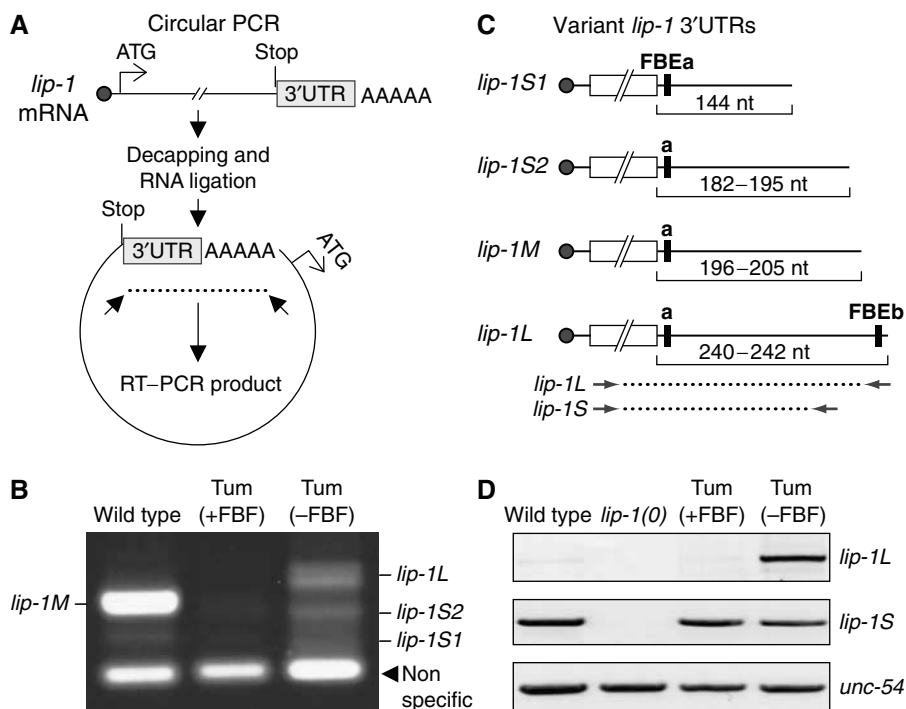 A
Circular PCR
ATG
Stop
lip-1
mRNA
3′UTR
AAAAA
Decapping and
RNA ligation
Stop
3′UTR
AAAAA
ATG
RT–PCR product
B
Wild type
Tum
(+FBF)
Tum
(–FBF)
lip-1M
lip-1L
lip-1S2
lip-1S1
Non
specific
C
Variant lip-1 3′UTRs
FBEa
lip-1S1
144 nt
a
lip-1S2
182–195 nt
a
lip-1M
196–205 nt
a
FBEb
lip-1L
240–242 nt
lip-1L
lip-1S
D
Wild type
lip-1(0)
Tum
(+FBF)
Tum
(–FBF)
lip-1L
lip-1S
unc-54